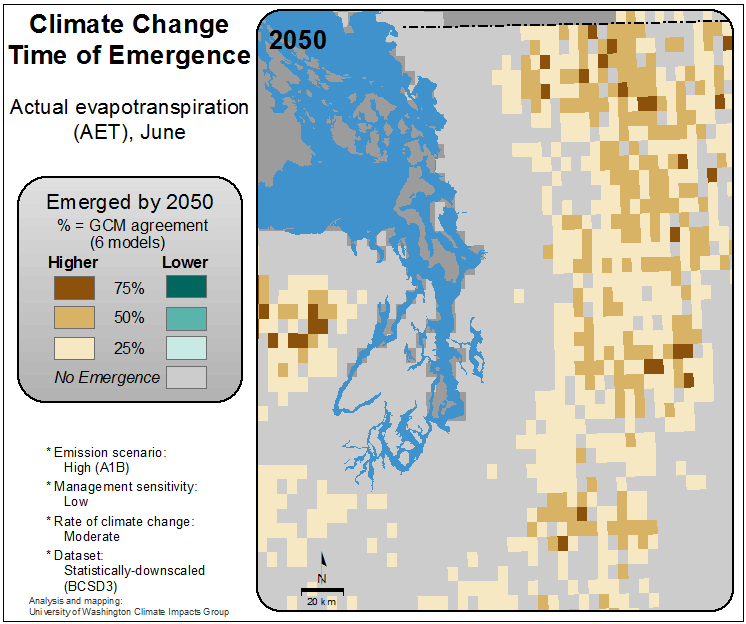 Climate Change
Time of Emergence
Actual evapotranspiration
(AET), June
Emerged by 2050
% = GCM agreement
(6 models)
Higher Lower
75%
50%
25%
No Emergence
* Emission scenario:
High (A1B)
* Management sensitivity:
Low
* Rate of climate change:
Moderate
* Dataset:
Statistically-downscaled
(BCSD3)
Analysis and mapping:
University of Washington Climate Impacts Group
2050
N
20 km